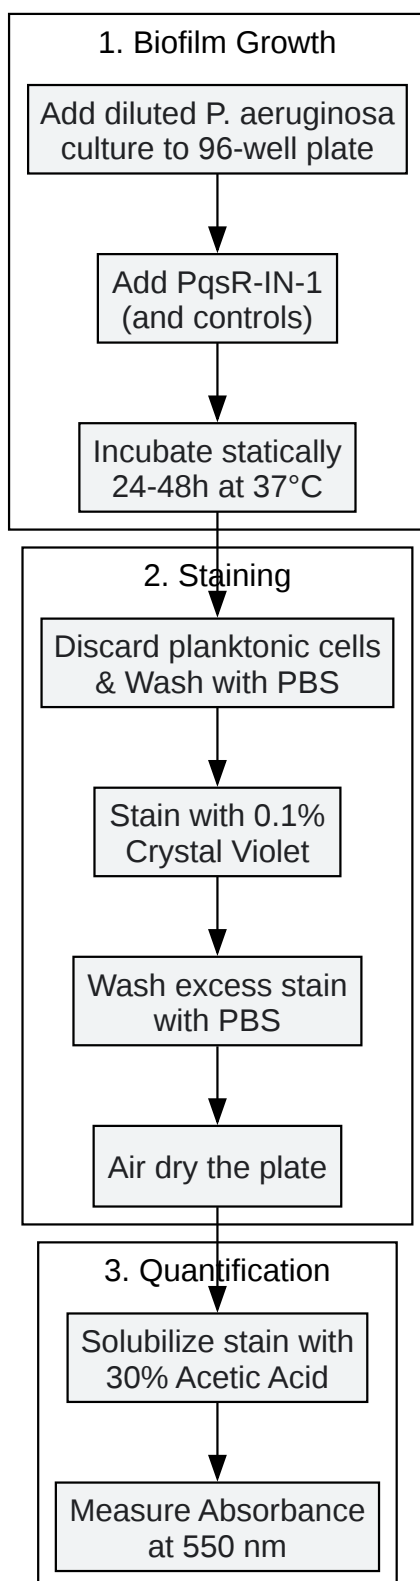 1. Biofilm Growth
Add diluted P. aeruginosa
culture to 96-well plate
Add PqsR-IN-1
(and controls)
Incubate statically
24-48h at 37°C
2. Staining
Discard planktonic cells
& Wash with PBS
Stain with 0.1%
Crystal Violet
Wash excess stain
with PBS
Air dry the plate
3. Quantification
Solubilize stain with
30% Acetic Acid
Measure Absorbance
at 550 nm